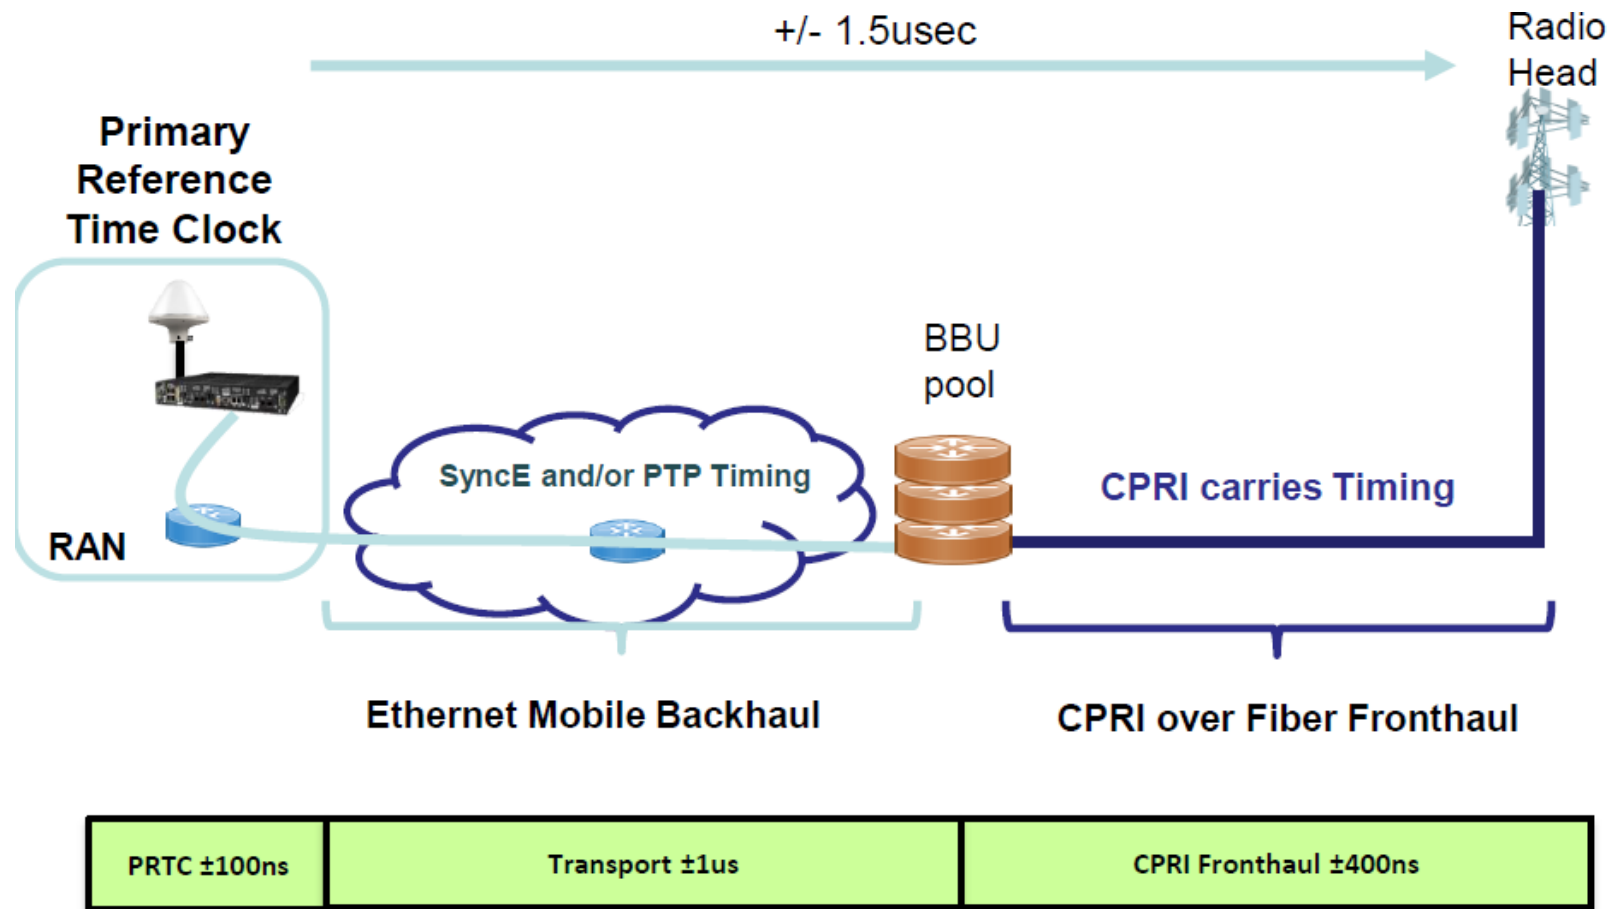 +/- 1.5usec
Radio
Head
Primary
Reference
Time Clock
BBU
pool
SyncE and/or PTP Timing
CPRI carries Timing
RAN
Ethernet Mobile Backhaul
CPRI over Fiber Fronthaul
PRTC ±100ns
Transport ±1us
CPRI Fronthaul ±400ns